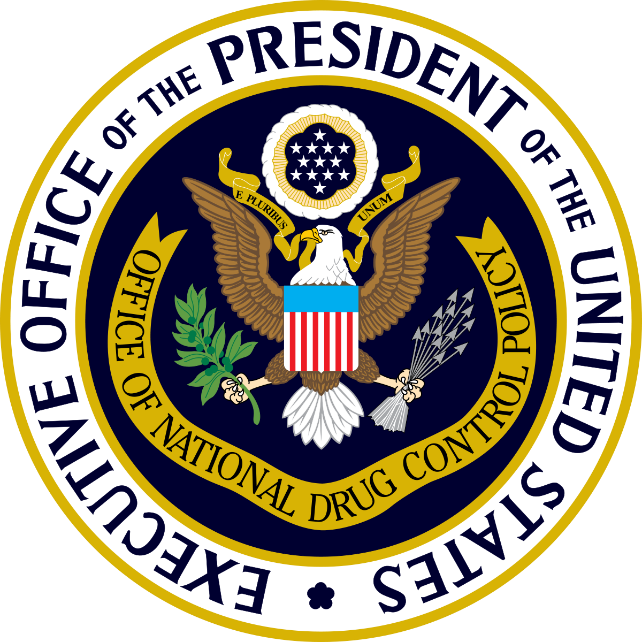 EXECUTIVE OFFICE OF THE PRESIDENT OF THE UNITED STATES
E PLURIBUS UNUM
OFFICE OF NATIONAL DRUG CONTROL POLICY